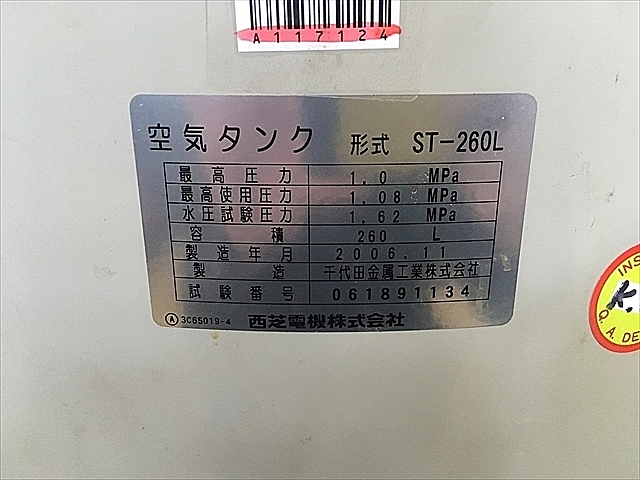 A117124
空気タンク 形式 ST-260L
最高圧力 1.0 MPa
最高使用圧力 1.08 MPa
水圧試験圧力 1.62 MPa
容積 260 L
製造年月 2006.11
製造 千代田金属工業株式会社
試験番号 061891134
Ⓐ 3C65019-4 西芝電機株式会社
INS
K.
Q.A.DE